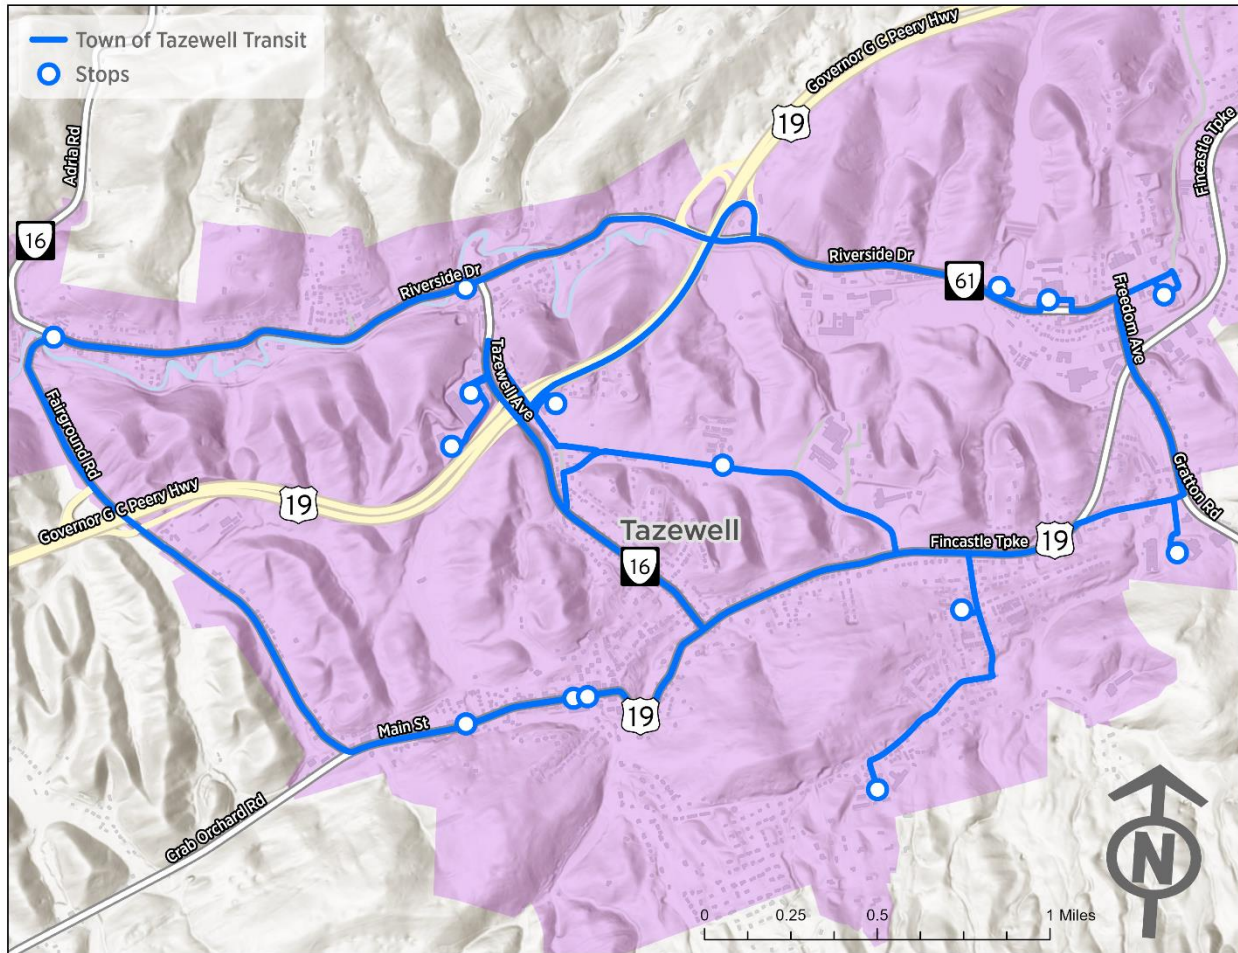 Town of Tazewell Transit
Stops
Governor G C Peery Hwy
19
Fincastle Tpke
Adria Rd
16
Riverside Dr
Riverside Dr
61
Freedom Ave
Tazewell Ave
Fairground Rd
Gratton Rd
Governor G C Peery Hwy
19
Tazewell
Fincastle Tpke
19
16
19
Main St
Crab Orchard Rd
N
0 0.25 0.5 1 Miles